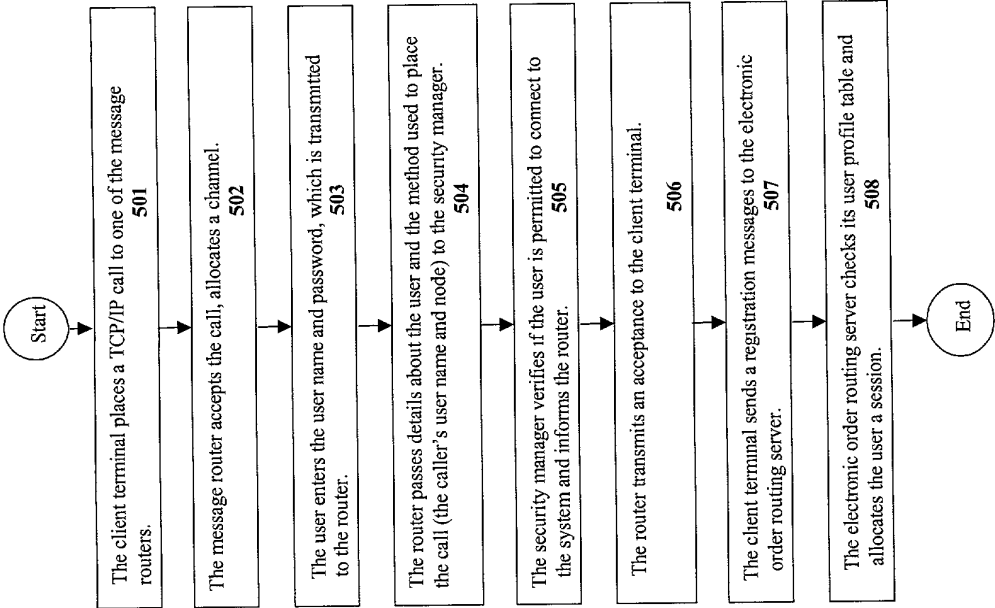 Start
The client terminal places a TCP/IP call to one of the message
routers.
501
The message router accepts the call, allocates a channel.
502
The user enters the user name and password, which is transmitted
to the router.
503
The router passes details about the user and the method used to place
the call (the caller's user name and node) to the security manager.
504
The security manager verifies if the user is permitted to connect to
the system and informs the router.
505
The router transmits an acceptance to the client terminal.
506
The client terminal sends a registration messages to the electronic
order routing server.
507
The electronic order routing server checks its user profile table and
allocates the user a session.
508
End